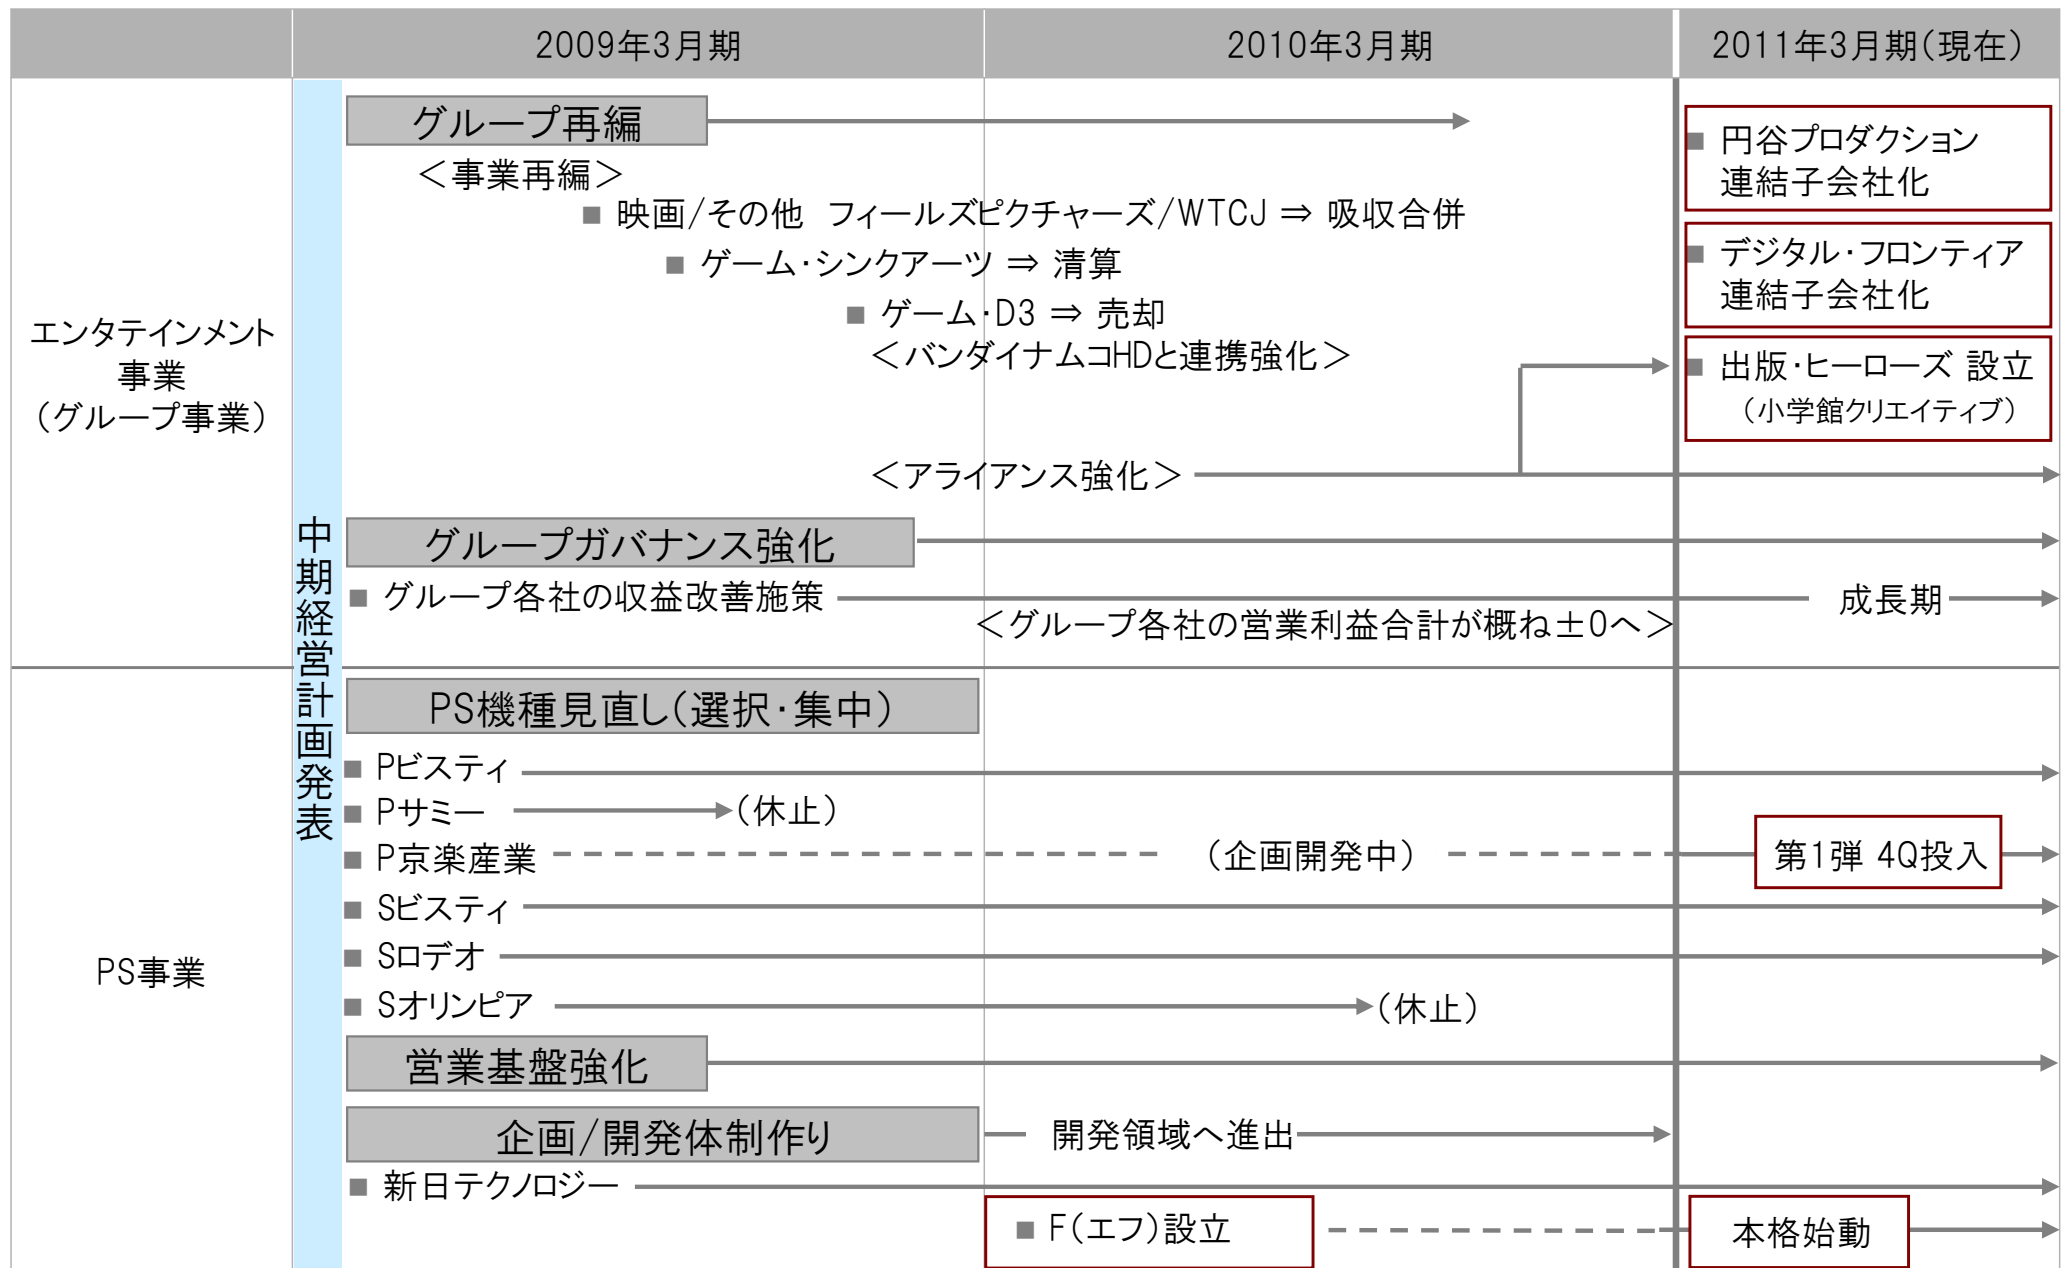 2009年3月期
2010年3月期
2011年3月期(現在)
エンタテインメント
事業
(グループ事業)
中期経営計画発表
グループ再編
<事業再編>
■ 映画/その他 フィールズピクチャーズ/WTCJ ⇒ 吸収合併
■ ゲーム・シンクアーツ ⇒ 清算
■ ゲーム・D3 ⇒ 売却
<バンダイナムコHDと連携強化>
<アライアンス強化>
■ 円谷プロダクション
連結子会社化
■ デジタル・フロンティア
連結子会社化
■ 出版・ヒーローズ 設立
(小学館クリエイティブ)
グループガバナンス強化
■ グループ各社の収益改善施策
成長期
<グループ各社の営業利益合計が概ね±0へ>
PS事業
PS機種見直し(選択・集中)
■ Pビスティ
■ Pサミー
(休止)
■ P京楽産業
(企画開発中)
第1弾 4Q投入
■ Sビスティ
■ Sロデオ
■ Sオリンピア
(休止)
営業基盤強化
企画/開発体制作り
開発領域へ進出
■ 新日テクノロジー
■ F(エフ)設立
本格始動